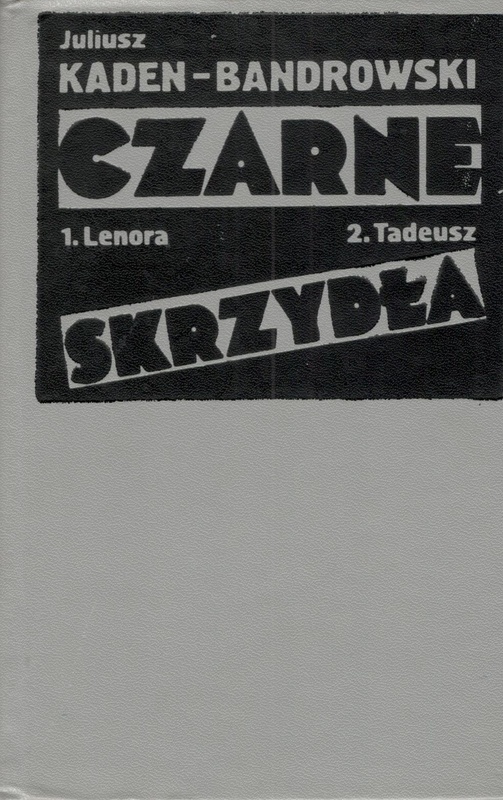 Juliusz
KADEN-BANDROWSKI
CZARNE
1. Lenora 2. Tadeusz
SKRZYDŁA